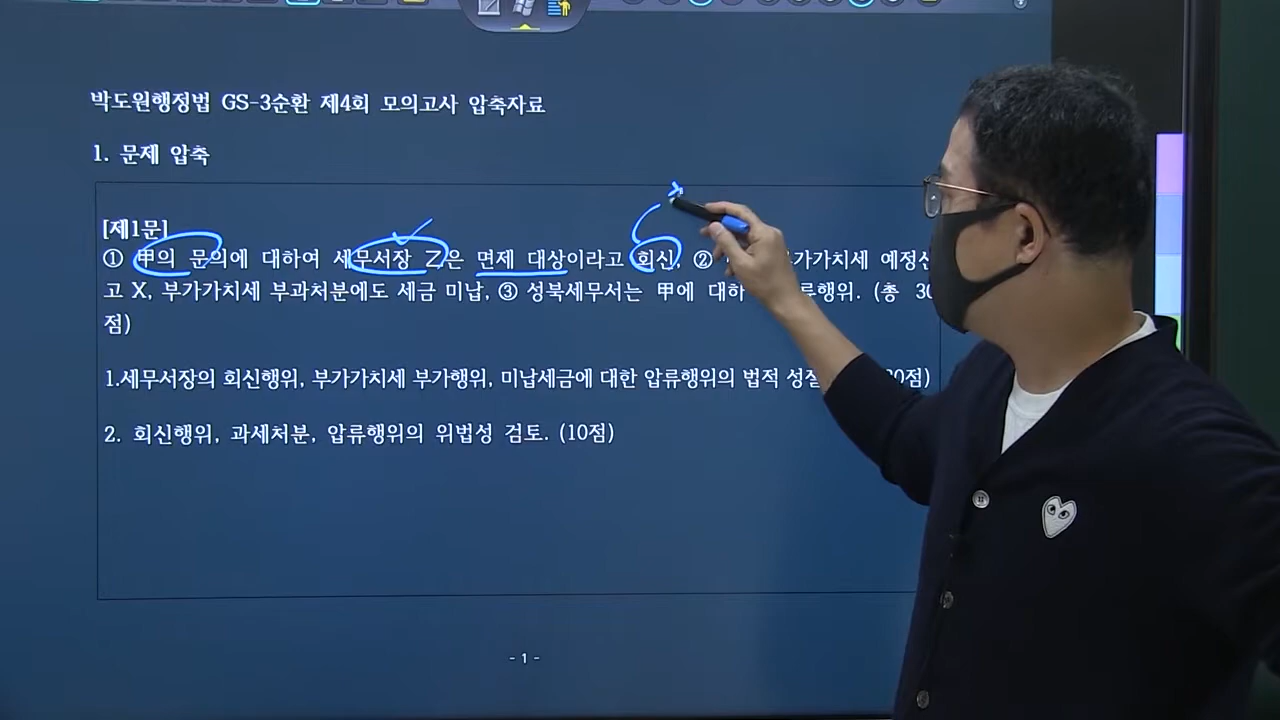 박도원행정법 GS-3순환 제4회 모의고사 압축자료
1. 문제 압축
[제1문]
① 甲의 문의에 대하여 세무서장 乙은 면제 대상이라고 회신, ② 부가가치세 예정신
고 X, 부가가치세 부과처분에도 세금 미납, ③ 성북세무서는 甲에 대하 류행위. (총 30
점)
1.세무서장의 회신행위, 부가가치세 부가행위, 미납세금에 대한 압류행위의 법적 성질 20점)
2. 회신행위, 과세처분, 압류행위의 위법성 검토. (10점)
- 1 -